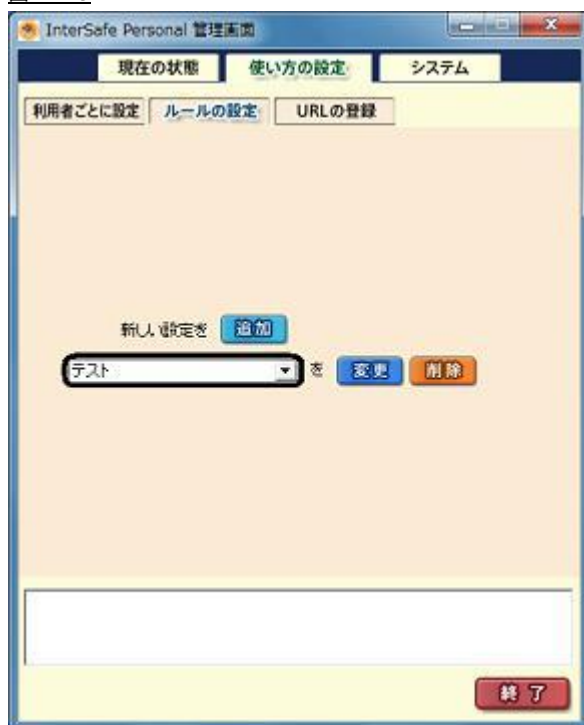 InterSafe Personal 管理画面
現在の状態 使い方の設定 システム
利用者ごとに設定 ルールの設定 URLの登録
新しい設定を 追加
テスト を 変更 削除
終了